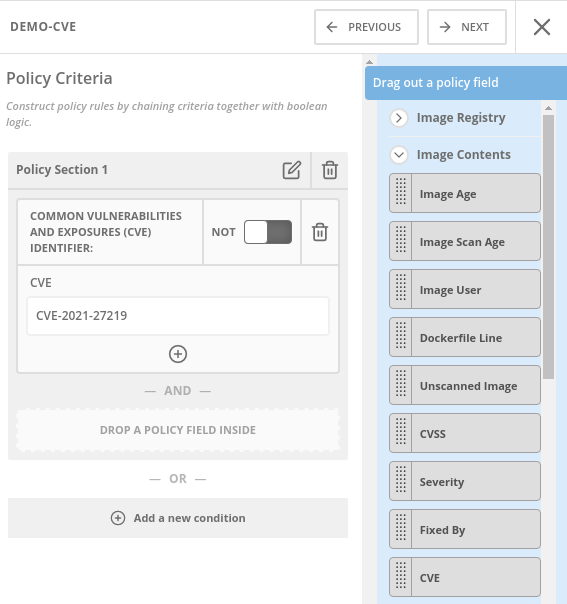 DEMO-CVE
PREVIOUS
NEXT
Policy Criteria
Construct policy rules by chaining criteria together with boolean
logic.
Policy Section 1
COMMON VULNERABILITIES
AND EXPOSURES (CVE)
IDENTIFIER:
NOT
CVE
CVE-2021-27219
AND
DROP A POLICY FIELD INSIDE
OR
Add a new condition
Drag out a policy field
Image Registry
Image Contents
Image Age
Image Scan Age
Image User
Dockerfile Line
Unscanned Image
CVSS
Severity
Fixed By
CVE